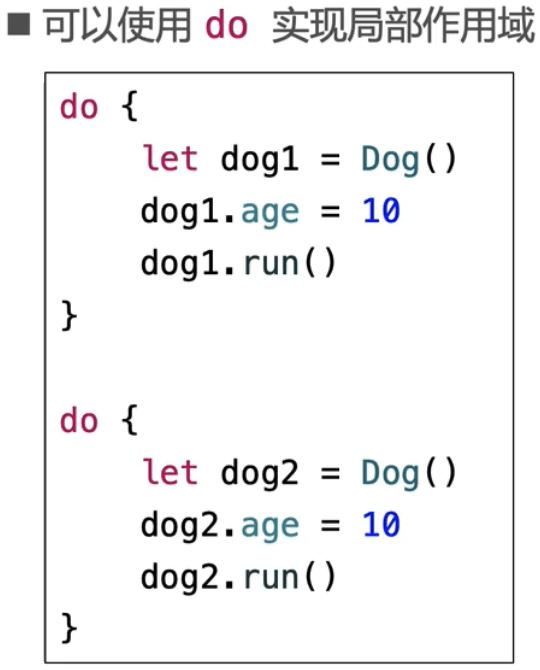 ■ 可以使用 do 实现局部作用域
do {
    let dog1 = Dog()
    dog1.age = 10
    dog1.run()
}
do {
    let dog2 = Dog()
    dog2.age = 10
    dog2.run()
}